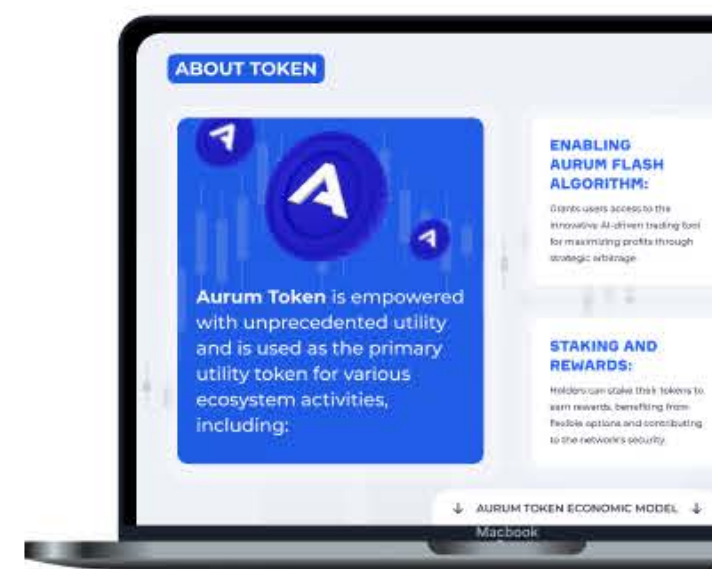 ABOUT TOKEN
Aurum Token is empowered
with unprecedented utility
and is used as the primary
utility token for various
ecosystem activities,
including:
ENABLING
AURUM FLASH
ALGORITHM:
Grants users access to the
innovative AI-driven trading tool
for maximizing profits through
strategic arbitrage.
STAKING AND
REWARDS:
Holders can stake their tokens to
earn rewards, benefiting from
flexible options and contributing
to the network's security.
↓ AURUM TOKEN ECONOMIC MODEL ↓
Macbook